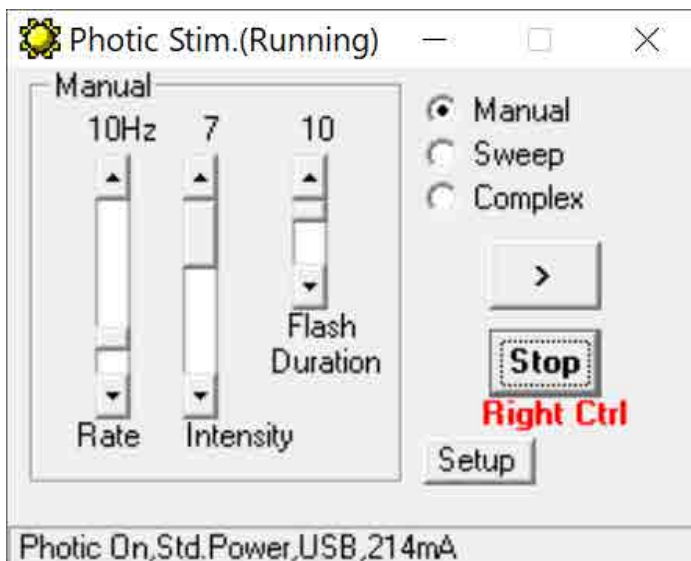 Photic Stim.(Running)
Manual
10Hz 7 10
Rate Intensity
Flash
Duration
Manual
Sweep
Complex
>
Stop
Right Ctrl
Setup
Photic On,Std.Power,USB,214mA